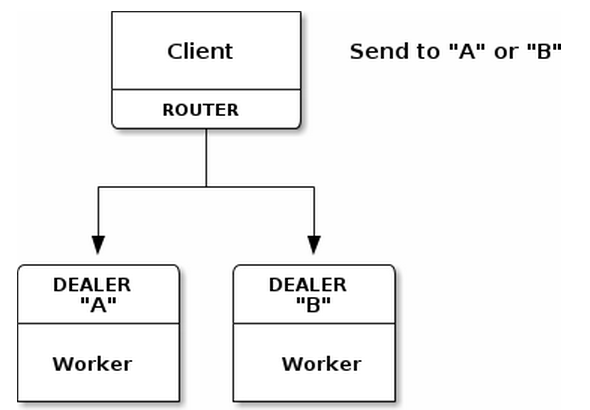 Client
Send to "A" or "B"
ROUTER
DEALER
"A"
Worker
DEALER
"B"
Worker